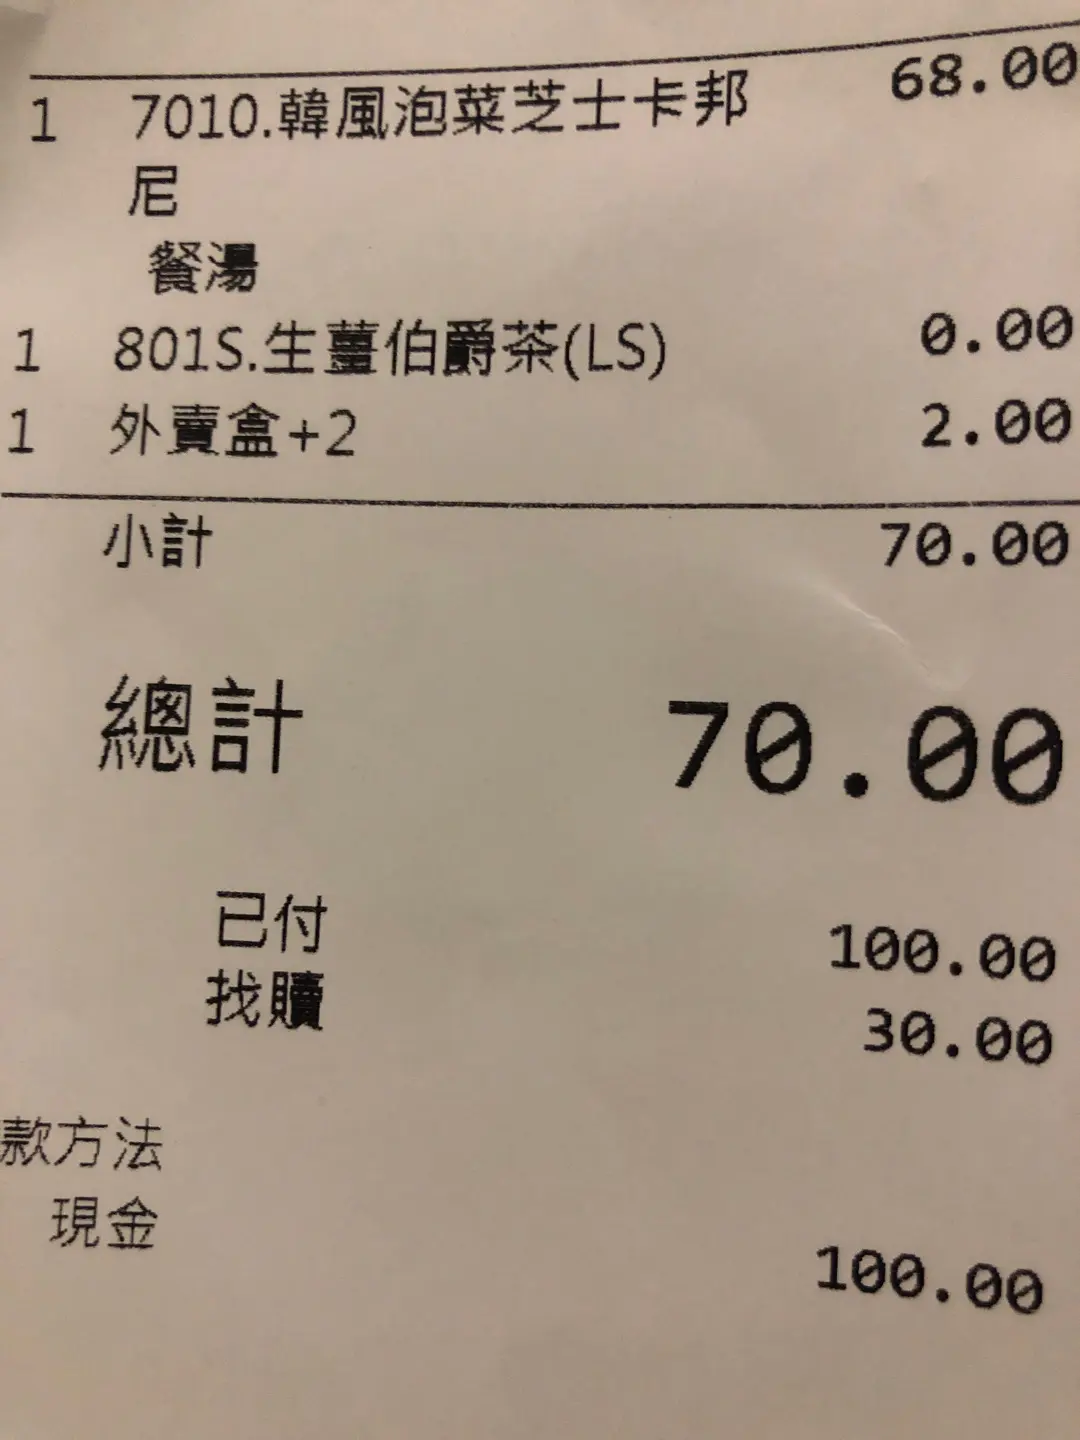 1 7010.韓風泡菜芝士卡邦 68.00
尼
餐湯
1 801S.生薑伯爵茶(LS) 0.00
1 外賣盒+2 2.00
小計 70.00
總計 70.00
已付 100.00
找贖 30.00
款方法
現金 100.00